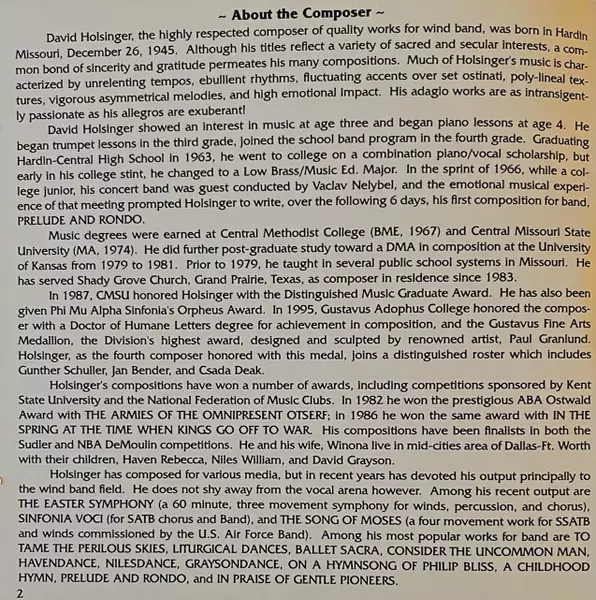 ~ About the Composer ~
David Holsinger, the highly respected composer of quality works for wind band, was born in Hardin
Missouri, December 26, 1945. Although his titles reflect a variety of sacred and secular interests, a com-
mon bond of sincerity and gratitude permeates his many compositions. Much of Holsinger's music is char-
acterized by unrelenting tempos, ebullient rhythms, fluctuating accents over set ostinati, poly-lineal tex-
tures, vigorous asymmetrical melodies, and high emotional impact. His adagio works are as intransigent-
ly passionate as his allegros are exuberant!
David Holsinger showed an interest in music at age three and began piano lessons at age 4. He
began trumpet lessons in the third grade, joined the school band program in the fourth grade. Graduating
Hardin-Central High School in 1963, he went to college on a combination piano/vocal scholarship, but
early in his college stint, he changed to a Low Brass/Music Ed. Major. In the sprint of 1966, while a col-
lege junior, his concert band was guest conducted by Vaclav Nelybel, and the emotional musical experi-
ence of that meeting prompted Holsinger to write, over the following 6 days, his first composition for band,
PRELUDE AND RONDO.
Music degrees were earned at Central Methodist College (BME, 1967) and Central Missouri State
University (MA, 1974). He did further post-graduate study toward a DMA in composition at the University
of Kansas from 1979 to 1981. Prior to 1979, he taught in several public school systems in Missouri. He
has served Shady Grove Church, Grand Prairie, Texas, as composer in residence since 1983.
In 1987, CMSU honored Holsinger with the Distinguished Music Graduate Award. He has also been
given Phi Mu Alpha Sinfonia's Orpheus Award. In 1995, Gustavus Adophus College honored the compos-
er with a Doctor of Humane Letters degree for achievement in composition, and the Gustavus Fine Arts
Medallion, the Division's highest award, designed and sculpted by renowned artist, Paul Granlund.
Holsinger, as the fourth composer honored with this medal, joins a distinguished roster which includes
Gunther Schuller, Jan Bender, and Csada Deak.
Holsinger's compositions have won a number of awards, including competitions sponsored by Kent
State University and the National Federation of Music Clubs. In 1982 he won the prestigious ABA Ostwald
Award with THE ARMIES OF THE OMNIPRESENT OTSERF; in 1986 he won the same award with IN THE
SPRING AT THE TIME WHEN KINGS GO OFF TO WAR. His compositions have been finalists in both the
Sudler and NBA DeMoulin competitions. He and his wife, Winona live in mid-cities area of Dallas-Ft. Worth
with their children, Haven Rebecca, Niles William, and David Grayson.
Holsinger has composed for various media, but in recent years has devoted his output principally to
the wind band field. He does not shy away from the vocal arena however. Among his recent output are
THE EASTER SYMPHONY (a 60 minute, three movement symphony for winds, percussion, and chorus),
SINFONIA VOCI (for SATB chorus and Band), and THE SONG OF MOSES (a four movement work for SSATB
and winds commissioned by the U.S. Air Force Band). Among his most popular works for band are TO
TAME THE PERILOUS SKIES, LITURGICAL DANCES, BALLET SACRA, CONSIDER THE UNCOMMON MAN,
HAVENDANCE, NILESDANCE, GRAYSONDANCE, ON A HYMNSONG OF PHILIP BLISS, A CHILDHOOD
HYMN, PRELUDE AND RONDO, and IN PRAISE OF GENTLE PIONEERS.
2